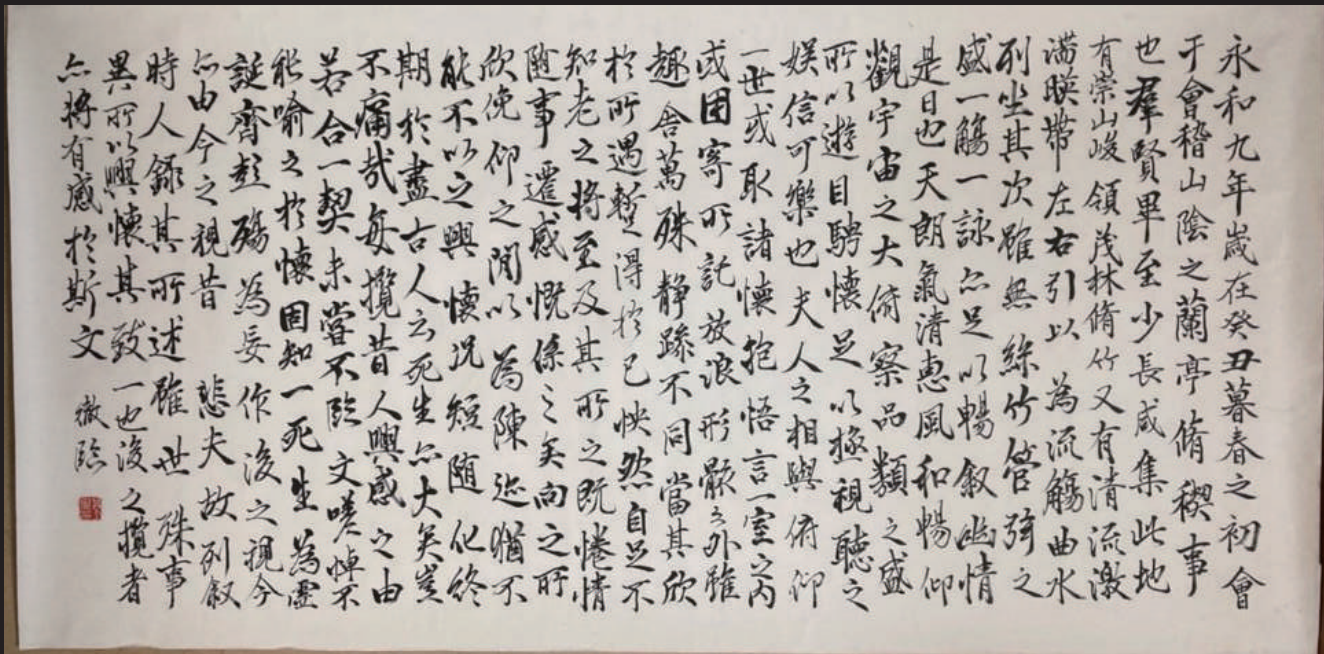 永和九年歲在癸丑暮春之初會
于會稽山陰之蘭亭脩稧事
也羣賢畢至少長咸集此地
有崇山峻領茂林脩竹又有清流激
湍暎帶左右引以為流觴曲水
列坐其次雖無絲竹管弦之
盛一觴一詠亦足以暢敘幽情
是日也天朗氣清惠風和暢仰
觀宇宙之大俯察品類之盛
所以遊目騁懷足以極視聽之
娛信可樂也夫人之相與俯仰
一世或取諸懷抱悟言一室之內
或因寄所託放浪形骸之外雖
趣舍萬殊靜躁不同當其欣
於所遇暫得於己怏然自足不
知老之將至及其所之既惓情
隨事遷感慨係之矣向之所
欣俛仰之閒以為陳迹猶不
能不以之興懷況短隨化終
期於盡古人云死生亦大矣豈
不痛哉每攬昔人興感之由
若合一契未嘗不臨文嗟悼不
能喻之於懷固知一死生為虛
誕齊彭殤為妄作後之視今
亦由今之視昔 悲夫故列敘
時人錄其所述雖世殊事
異所以興懷其致一也後之攬者
亦將有感於斯文 徽臨